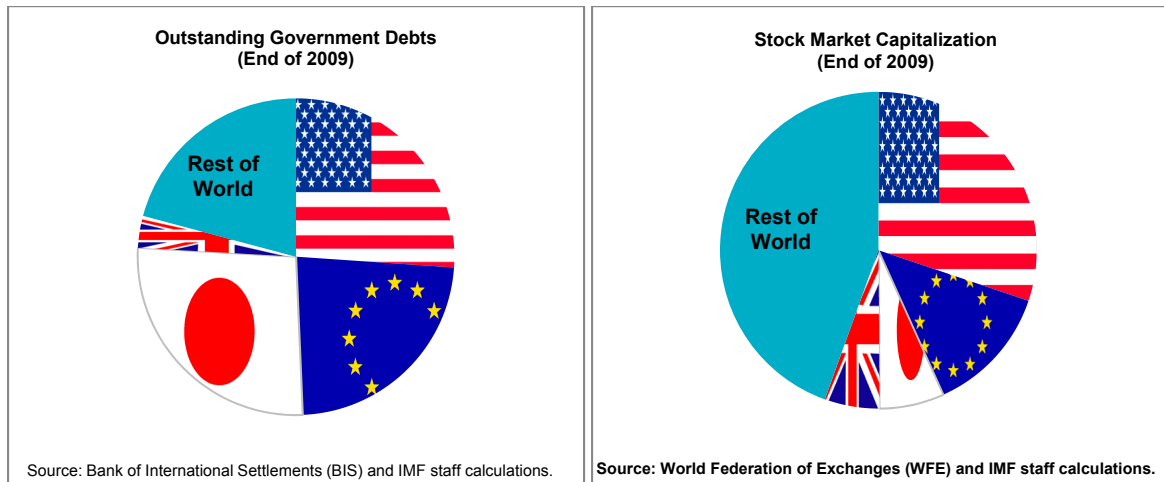 Outstanding Government Debts
(End of 2009)
Rest of
World
Source: Bank of International Settlements (BIS) and IMF staff calculations.
Stock Market Capitalization
(End of 2009)
Rest of
World
Source: World Federation of Exchanges (WFE) and IMF staff calculations.